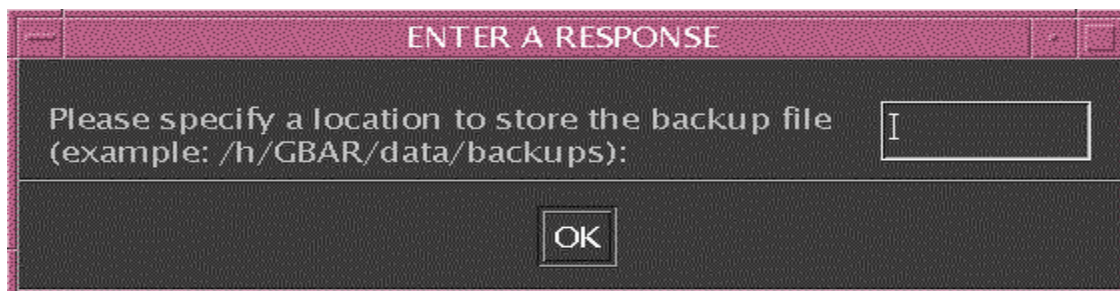 ENTER A RESPONSE
Please specify a location to store the backup file
(example: /h/GBAR/data/backups):
OK